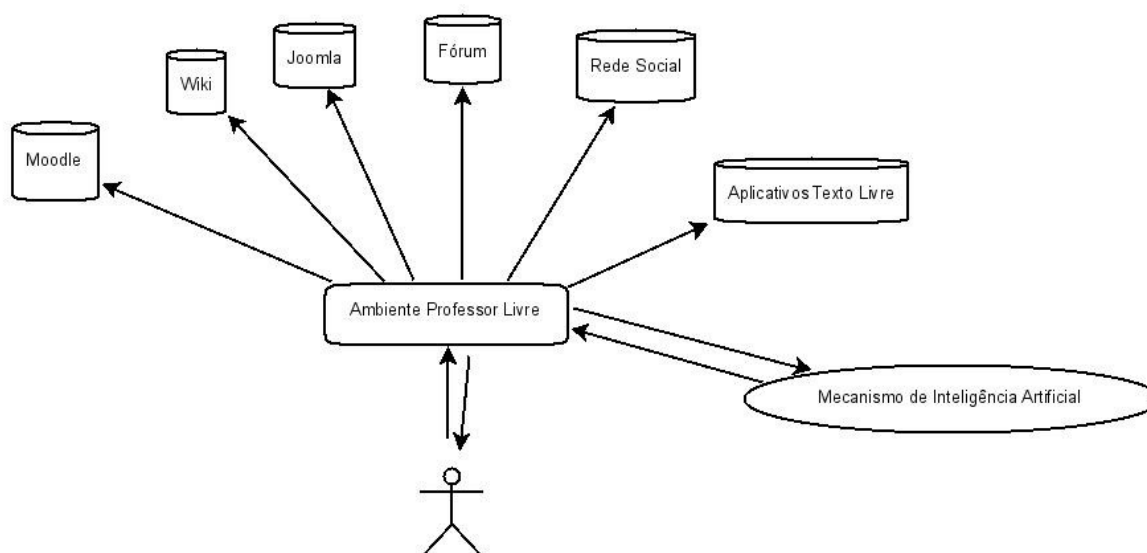 Fórum
Joomla
Rede Social
Wiki
Moodle
Aplicativos Texto Livre
Ambiente Professor Livre
Mecanismo de Inteligência Artificial